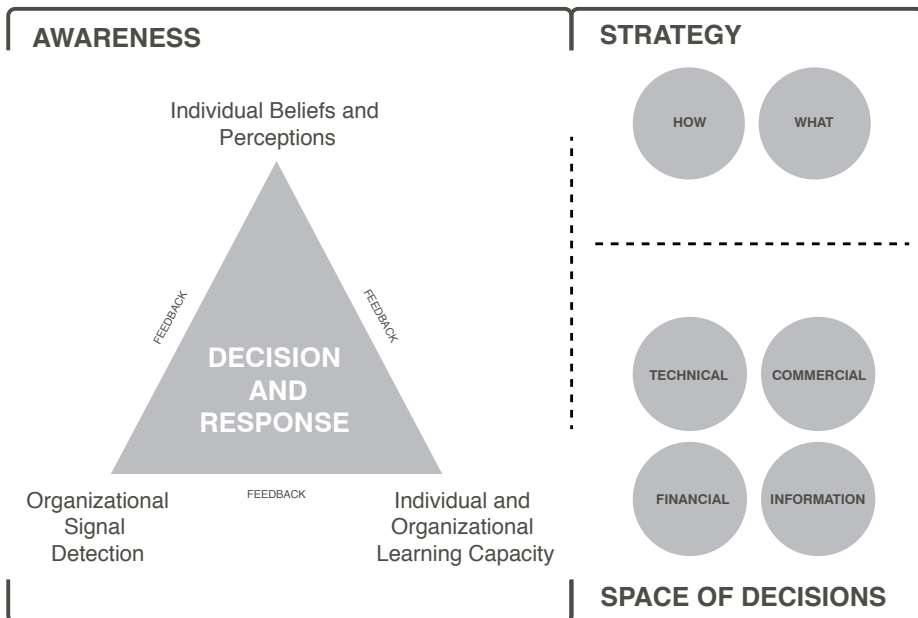 AWARENESS
Individual Beliefs and
Perceptions
FEEDBACK
FEEDBACK
DECISION
AND
RESPONSE
FEEDBACK
Organizational
Signal
Detection
Individual and
Organizational
Learning Capacity
STRATEGY
HOW
WHAT
TECHNICAL
COMMERCIAL
FINANCIAL
INFORMATION
SPACE OF DECISIONS